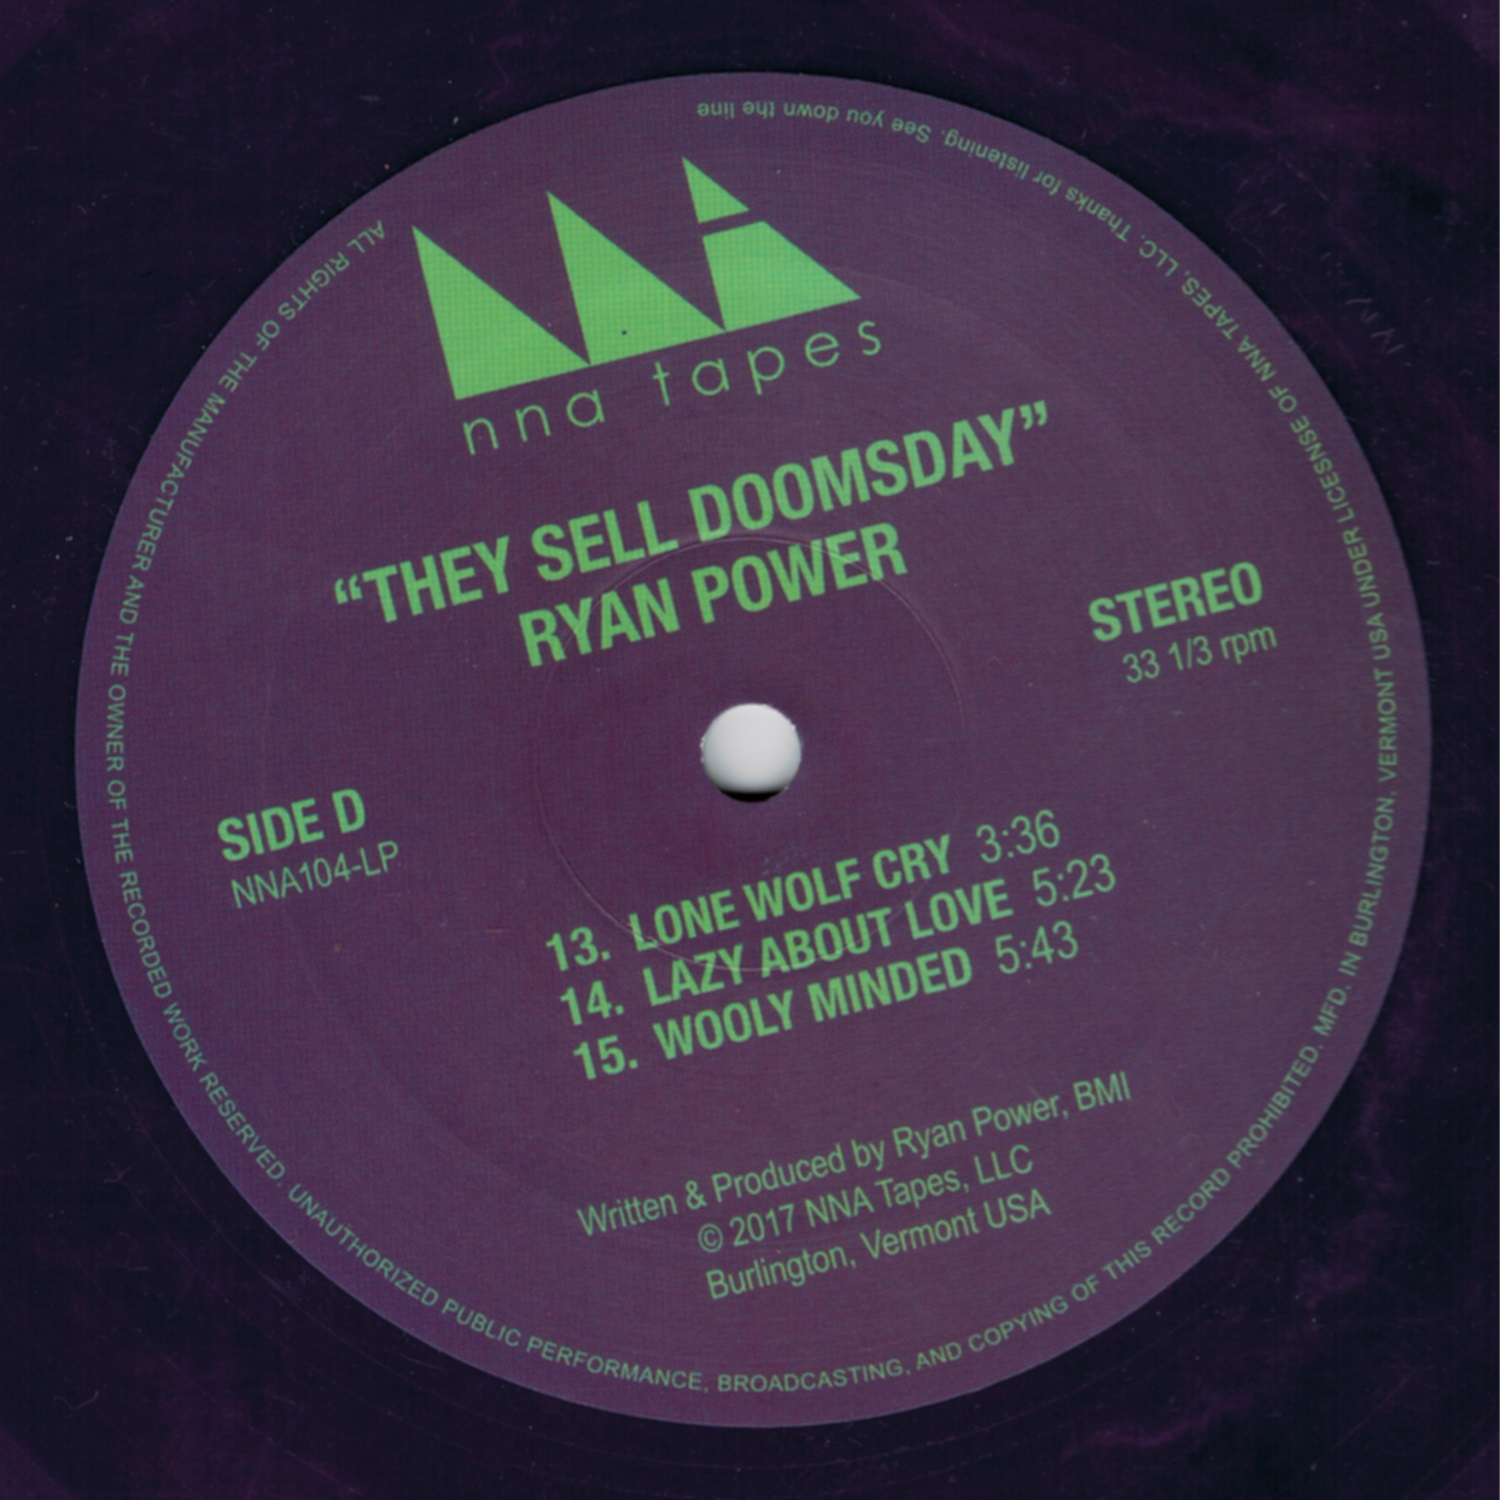 nna tapes
“THEY SELL DOOMSDAY”
RYAN POWER
STEREO
33 1/3 rpm
SIDE D
NNA104-LP
13. LONE WOLF CRY 3:36
14. LAZY ABOUT LOVE 5:23
15. WOOLY MINDED 5:43
Written & Produced by Ryan Power, BMI
© 2017 NNA Tapes, LLC
Burlington, Vermont USA
ALL RIGHTS OF THE MANUFACTURER AND THE OWNER OF THE RECORDED WORK RESERVED. UNAUTHORIZED PUBLIC PERFORMANCE, BROADCASTING, AND COPYING OF THIS RECORD PROHIBITED. MFD. IN BURLINGTON, VERMONT USA UNDER LICESNSE OF NNA TAPES, LLC. Thanks for listening. See you down the line